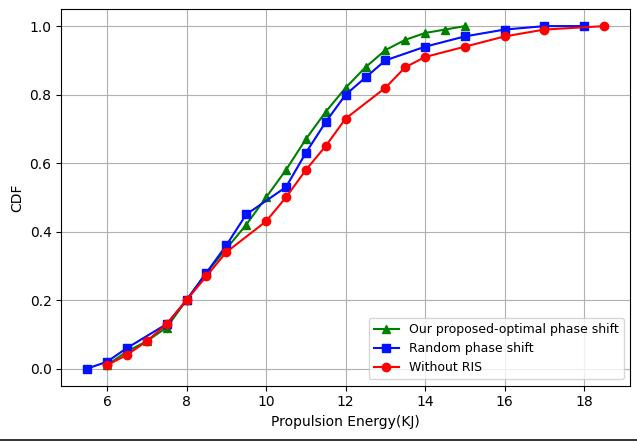 1.0
0.8
0.6
0.4
0.2
0.0
CDF
Our proposed-optimal phase shift
Random phase shift
Without RIS
6 8 10 12 14 16 18
Propulsion Energy(KJ)